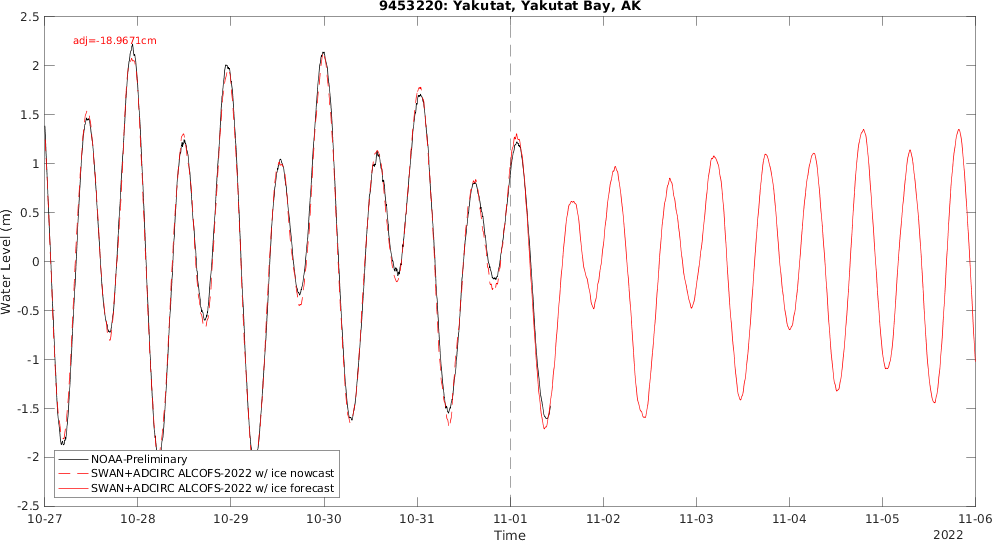 9453220: Yakutat, Yakutat Bay, AK
adj=-18.9671cm
2.5
2
1.5
1
0.5
0
-0.5
-1
-1.5
-2
-2.5
Water Level (m)
NOAA-Preliminary
SWAN+ADCIRC ALCOFS-2022 w/ ice nowcast
SWAN+ADCIRC ALCOFS-2022 w/ ice forecast
10-27 10-28 10-29 10-30 10-31 11-01 11-02 11-03 11-04 11-05 11-06
Time
2022